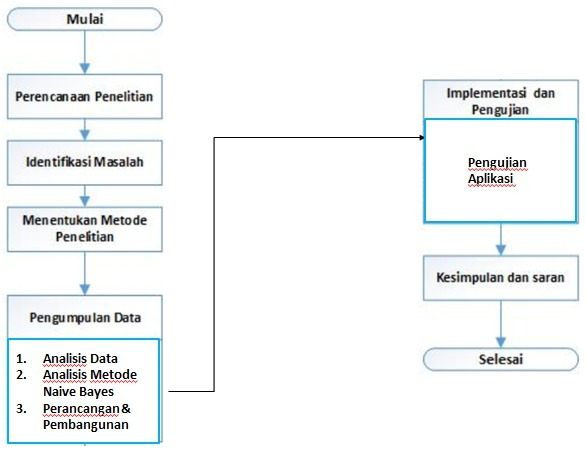 Mulai
Perencanaan Penelitian
Identifikasi Masalah
Menentukan Metode
Penelitian
Pengumpulan Data
1. Analisis Data
2. Analisis Metode
Naive Bayes
3. Perancangan &
Pembangunan
Implementasi dan
Pengujian
Pengujian
Aplikasi
Kesimpulan dan saran
Selesai